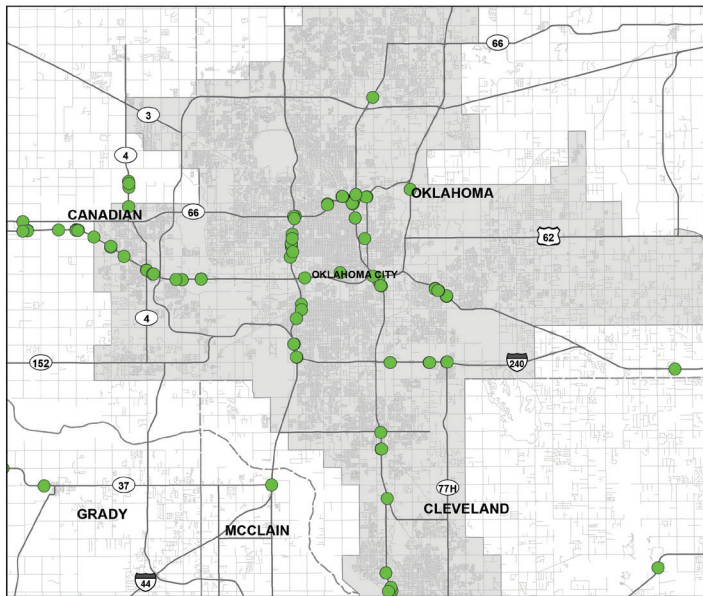 66
3
4
OKLAHOMA
CANADIAN
66
62
OKLAHOMA CITY
4
152
240
37
77H
GRADY
CLEVELAND
MCCLAIN
44